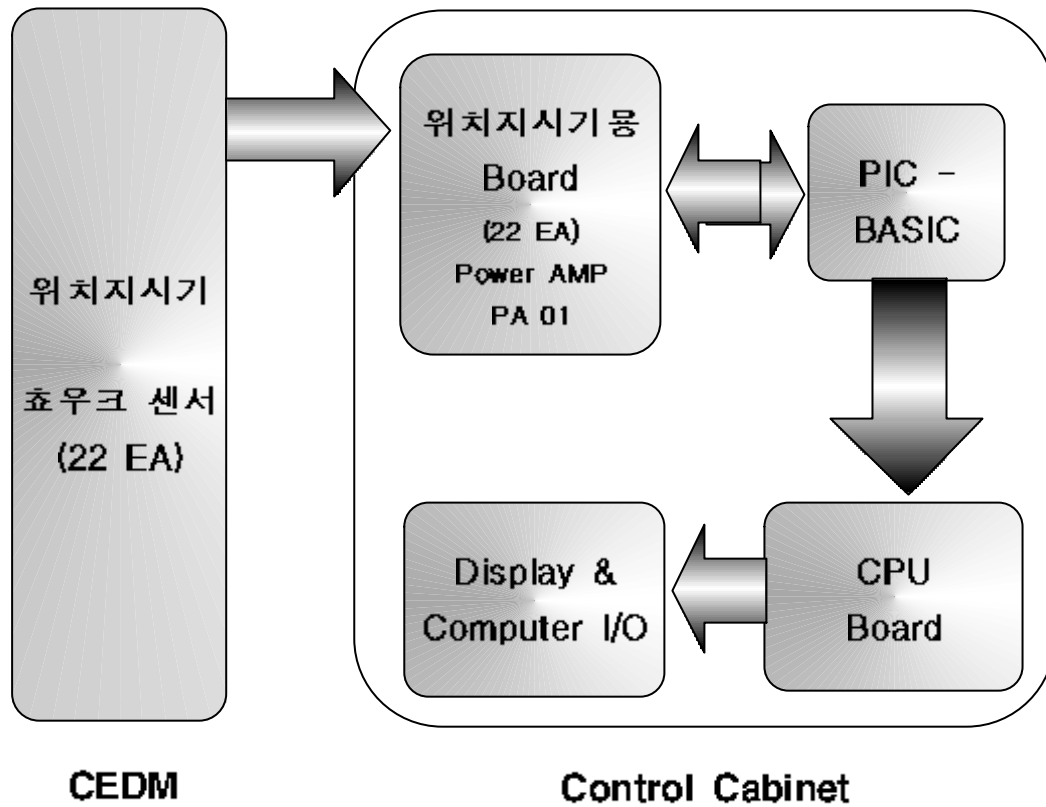 위치지시기
쵸우크 센서
(22 EA)
위치지시기용
Board
(22 EA)
Power AMP
PA 01
PIC -
BASIC
Display &
Computer I/O
CPU
Board
CEDM
Control Cabinet